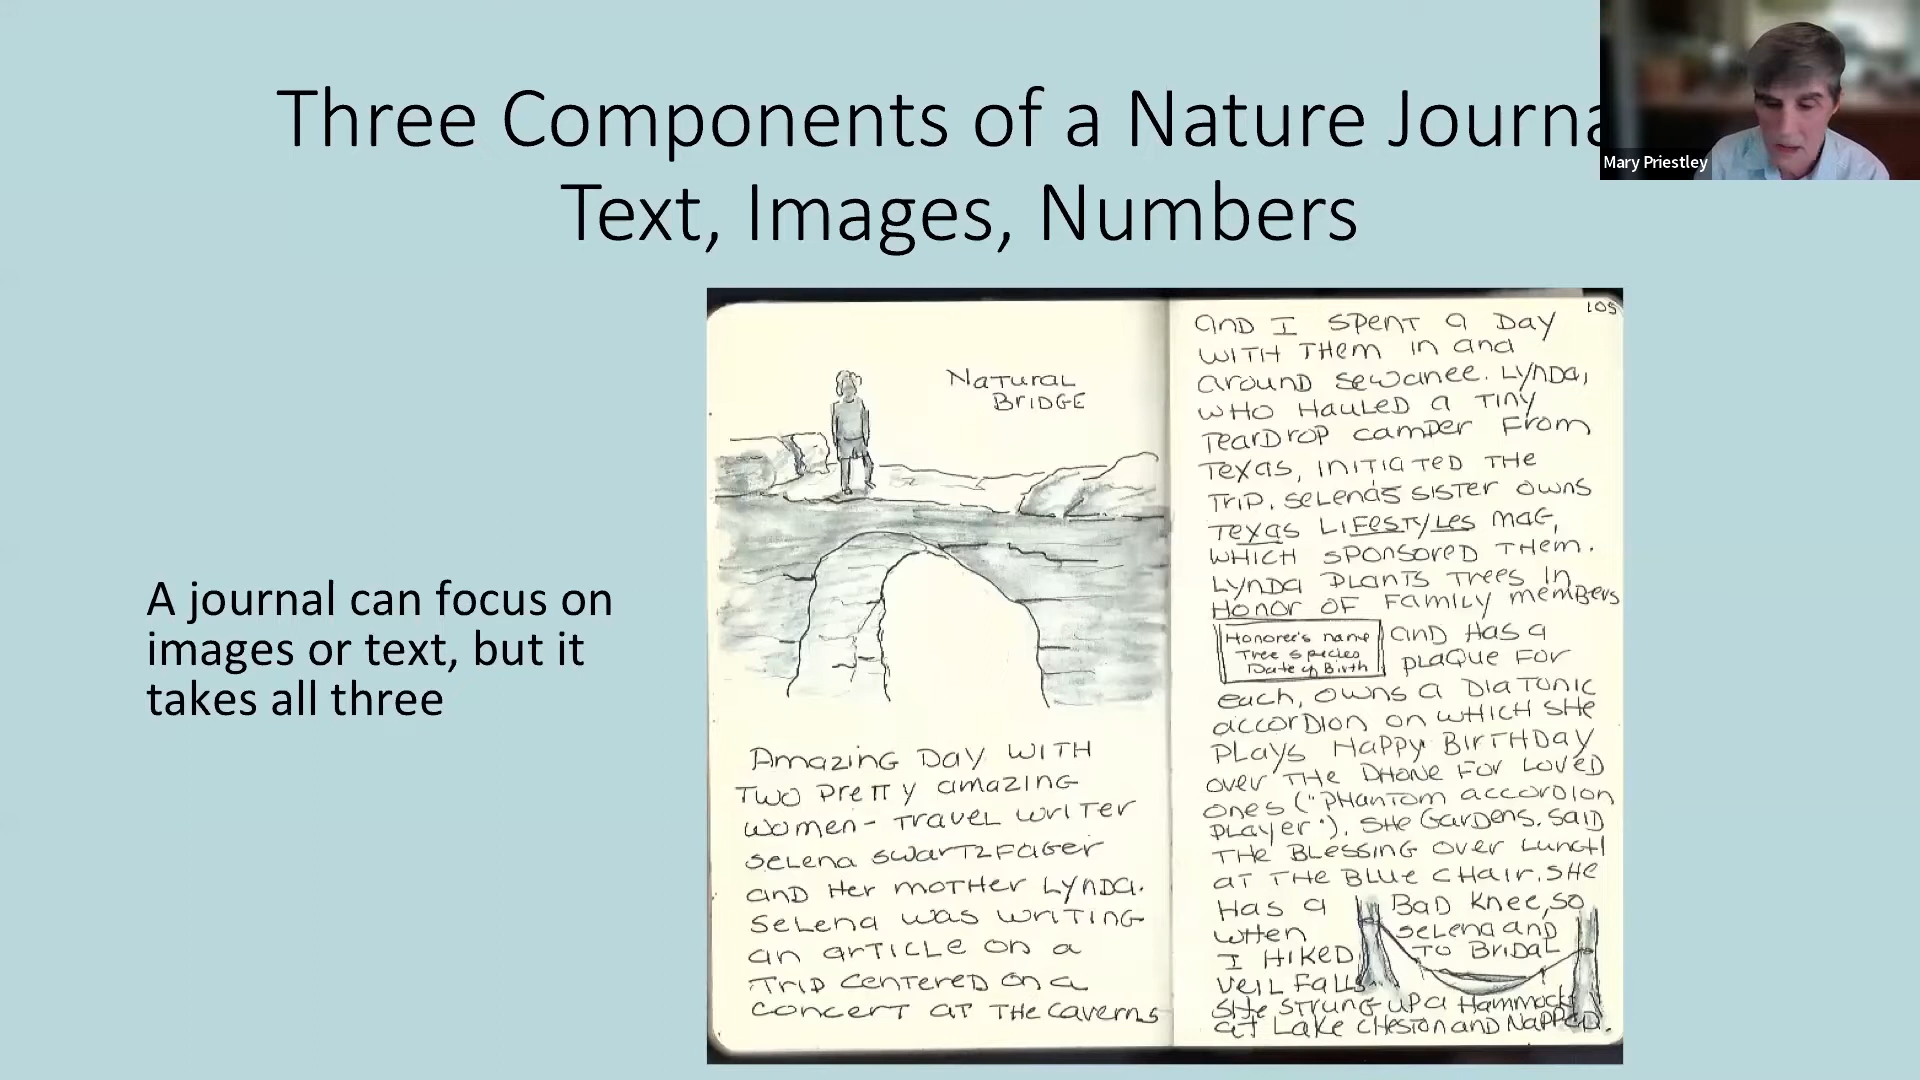 Three Components of a Nature Journa
Text, Images, Numbers
Mary Priestley
A journal can focus on
images or text, but it
takes all three
Natural
Bridge
Amazing Day with
two pretty amazing
women - travel writer
Selena Swartzfager
and her mother Lynda.
Selena was writing
an article on a
trip centered on a
concert at the Caverns
105
and I spent a day
with them in and
around Sewanee. Lynda,
who hauled a tiny
teardrop camper from
Texas, initiated the
trip. Selena's sister owns
Texas Lifestyles Mag,
which sponsored them.
Lynda plants trees in
honor of family members
Honoree's name
Tree species
Date of Birth
and has a
plaque for
each, owns a diatonic
accordion on which she
plays Happy Birthday
over the phone for loved
ones ("phantom accordion
player"). She gardens. Said
the blessing over lunch
at the Blue Chair. She
has a bad knee, so
when Selena and
I hiked to Bridal
Veil Falls
she strung up a hammock
at Lake Cheston and napped.